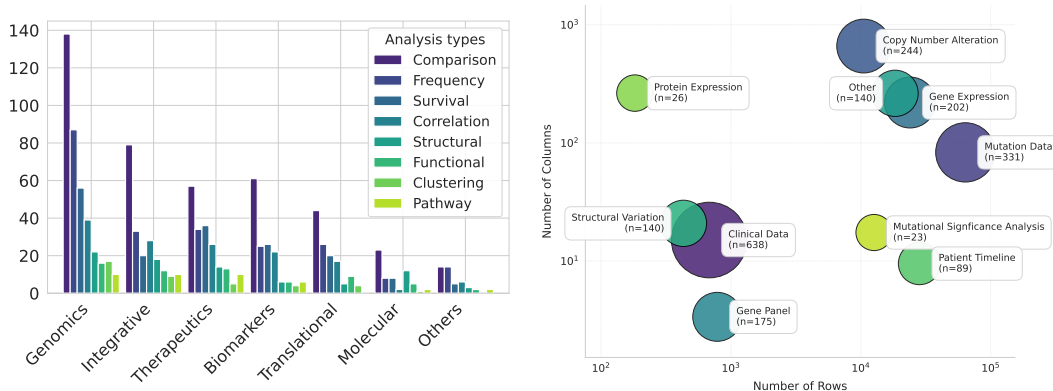 140
120
100
80
60
40
20
0
Analysis types
Comparison
Frequency
Survival
Correlation
Structural
Functional
Clustering
Pathway
Genomics
Integrative
Therapeutics
Biomarkers
Translational
Molecular
Others
Number of Columns
10³
10²
10¹
Copy Number Alteration
(n=244)
Protein Expression
(n=26)
Other
(n=140)
Gene Expression
(n=202)
Mutation Data
(n=331)
Structural Variation
(n=140)
Clinical Data
(n=638)
Mutational Signficance Analysis
(n=23)
Patient Timeline
(n=89)
Gene Panel
(n=175)
10²
10³
10⁴
10⁵
Number of Rows